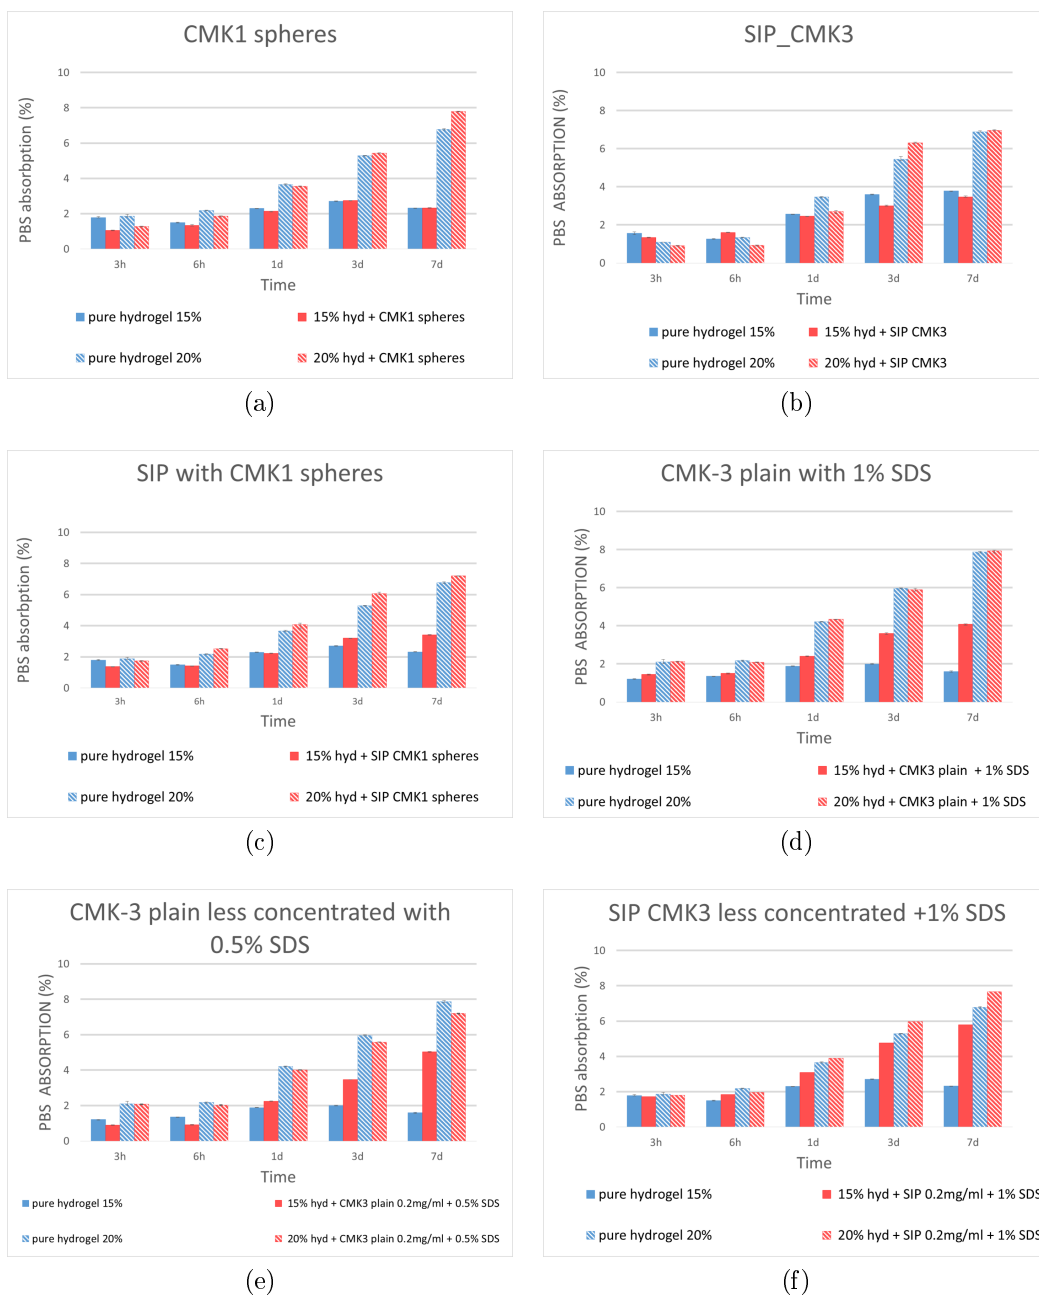 CMK1 spheres
PBS absorbption (%)
10
8
6
4
2
0
3h 6h 1d 3d 7d
Time
pure hydrogel 15% 15% hyd + CMK1 spheres
pure hydrogel 20% 20% hyd + CMK1 spheres
(a)
SIP_CMK3
PBS ABSORPTION (%)
10
8
6
4
2
0
3h 6h 1d 3d 7d
Time
pure hydrogel 15% 15% hyd + SIP CMK3
pure hydrogel 20% 20% hyd + SIP CMK3
(b)
SIP with CMK1 spheres
PBS absorbption (%)
10
8
6
4
2
0
3h 6h 1d 3d 7d
Time
pure hydrogel 15% 15% hyd + SIP CMK1 spheres
pure hydrogel 20% 20% hyd + SIP CMK1 spheres
(c)
CMK-3 plain with 1% SDS
PBS ABSORPTION (%)
10
8
6
4
2
0
3h 6h 1d 3d 7d
Time
pure hydrogel 15% 15% hyd + CMK3 plain + 1% SDS
pure hydrogel 20% 20% hyd + CMK3 plain + 1% SDS
(d)
CMK-3 plain less concentrated with
0.5% SDS
PBS ABSORPTION (%)
10
8
6
4
2
0
3h 6h 1d 3d 7d
Time
pure hydrogel 15% 15% hyd + CMK3 plain 0.2mg/ml + 0.5% SDS
pure hydrogel 20% 20% hyd + CMK3 plain 0.2mg/ml + 0.5% SDS
(e)
SIP CMK3 less concentrated +1% SDS
PBS absorbption (%)
10
8
6
4
2
0
3h 6h 1d 3d 7d
Time
pure hydrogel 15% 15% hyd + SIP 0.2mg/ml + 1% SDS
pure hydrogel 20% 20% hyd + SIP 0.2mg/ml + 1% SDS
(f)